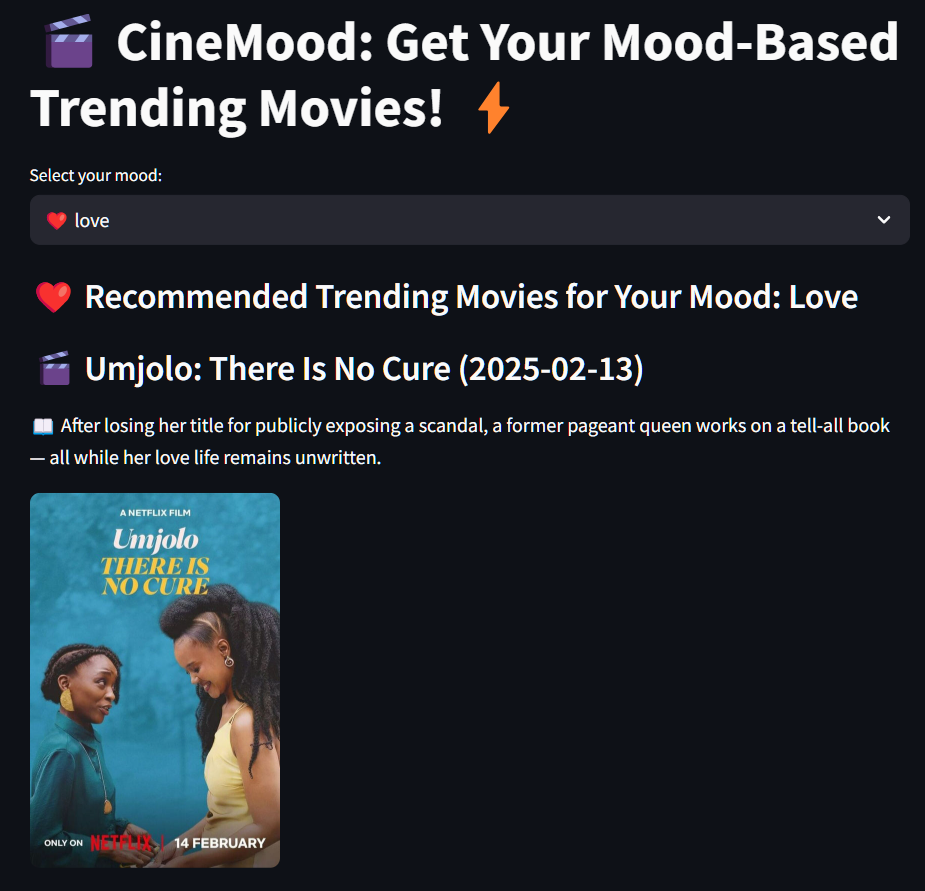 🎬 CineMood: Get Your Mood-Based
Trending Movies! ⚡
Select your mood:
❤️ love
❤️ Recommended Trending Movies for Your Mood: Love
🎬 Umjolo: There Is No Cure (2025-02-13)
📖 After losing her title for publicly exposing a scandal, a former pageant queen works on a tell-all book
— all while her love life remains unwritten.
A NETFLIX FILM
Umjolo
THERE IS
NO CURE
ONLY ON NETFLIX | 14 FEBRUARY